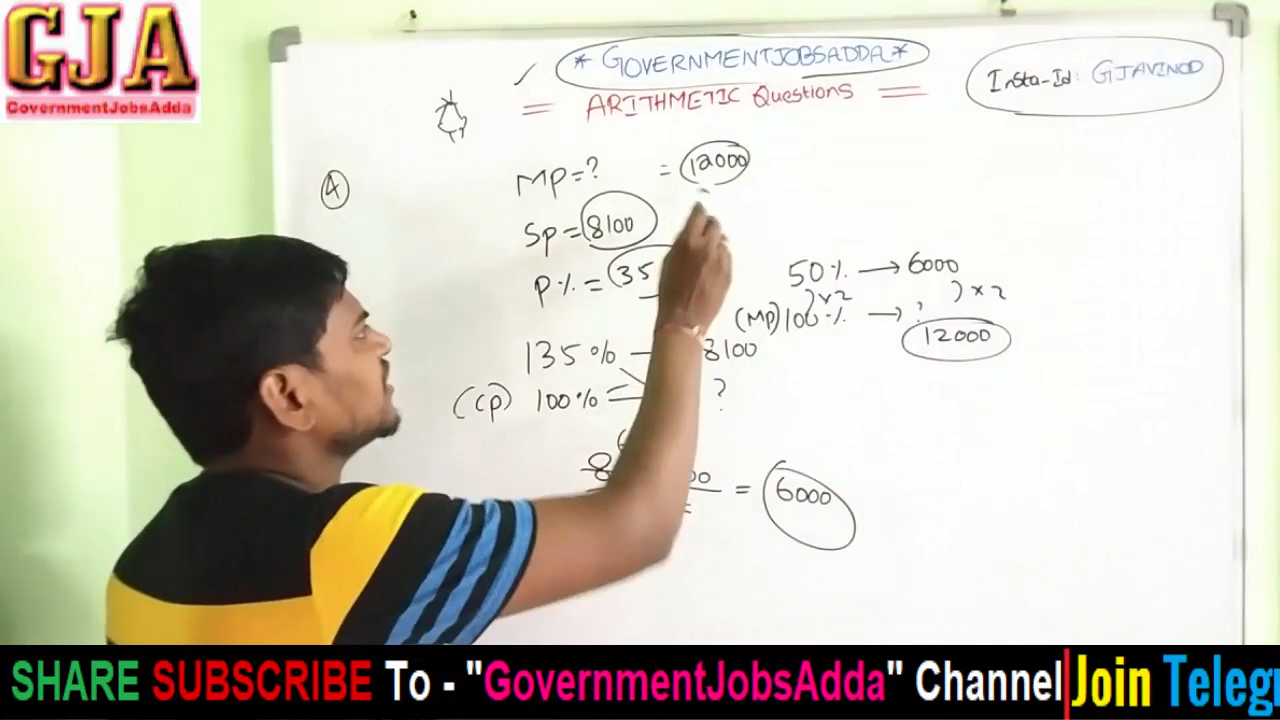 GJA
GovernmentJobsAdda
* GOVERNMENTJOBSADDA *
Insta-Id: GJAVINOD
= ARITHMETIC Questions =
4
MP = ? = 12000
SP = 8100
P% = 35
50% → 6000
) x 2 ) x 2
(MP) 100% → ?
12000
135% — 8100
(CP) 100% = ?
= 6000
SHARE SUBSCRIBE To - "GovernmentJobsAdda" Channel Join Teleg